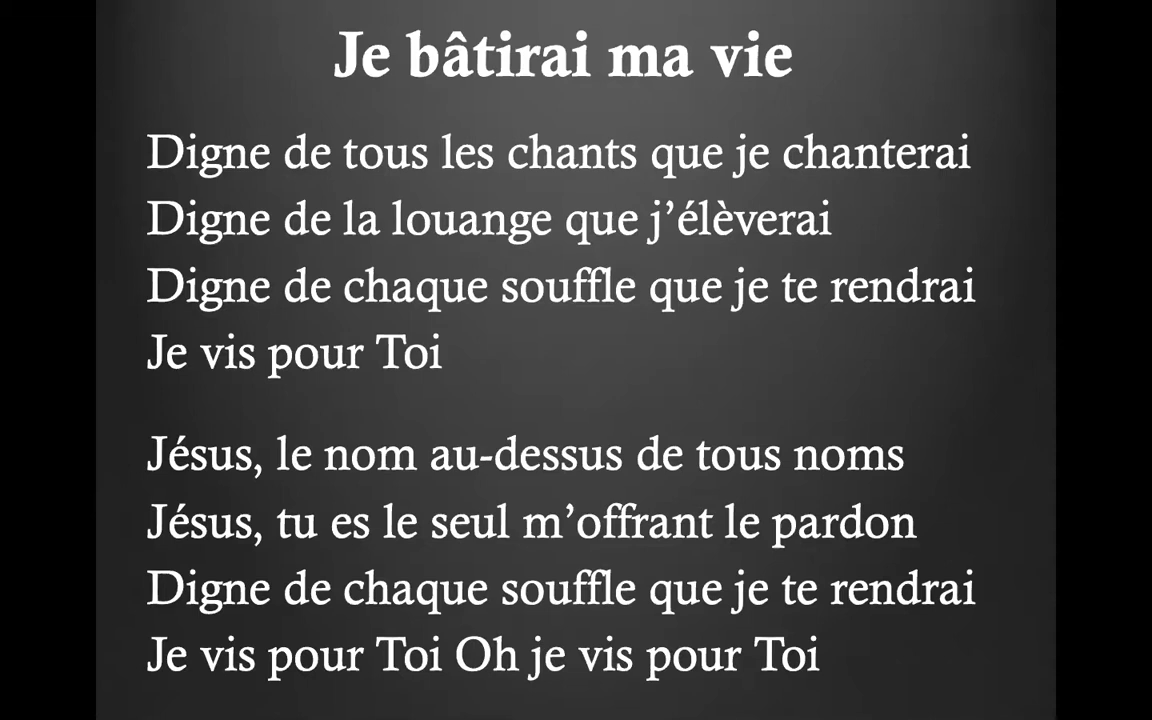 Je bâtirai ma vie
Digne de tous les chants que je chanterai
Digne de la louange que j’élèverai
Digne de chaque souffle que je te rendrai
Je vis pour Toi
Jésus, le nom au-dessus de tous noms
Jésus, tu es le seul m’offrant le pardon
Digne de chaque souffle que je te rendrai
Je vis pour Toi Oh je vis pour Toi